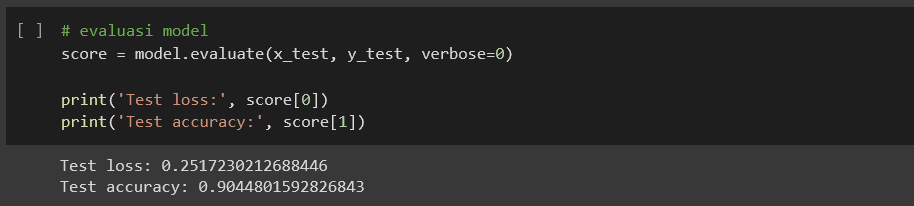 [ ] # evaluasi model
score = model.evaluate(x_test, y_test, verbose=0)
print('Test loss:', score[0])
print('Test accuracy:', score[1])
Test loss: 0.2517230212688446
Test accuracy: 0.9044801592826843